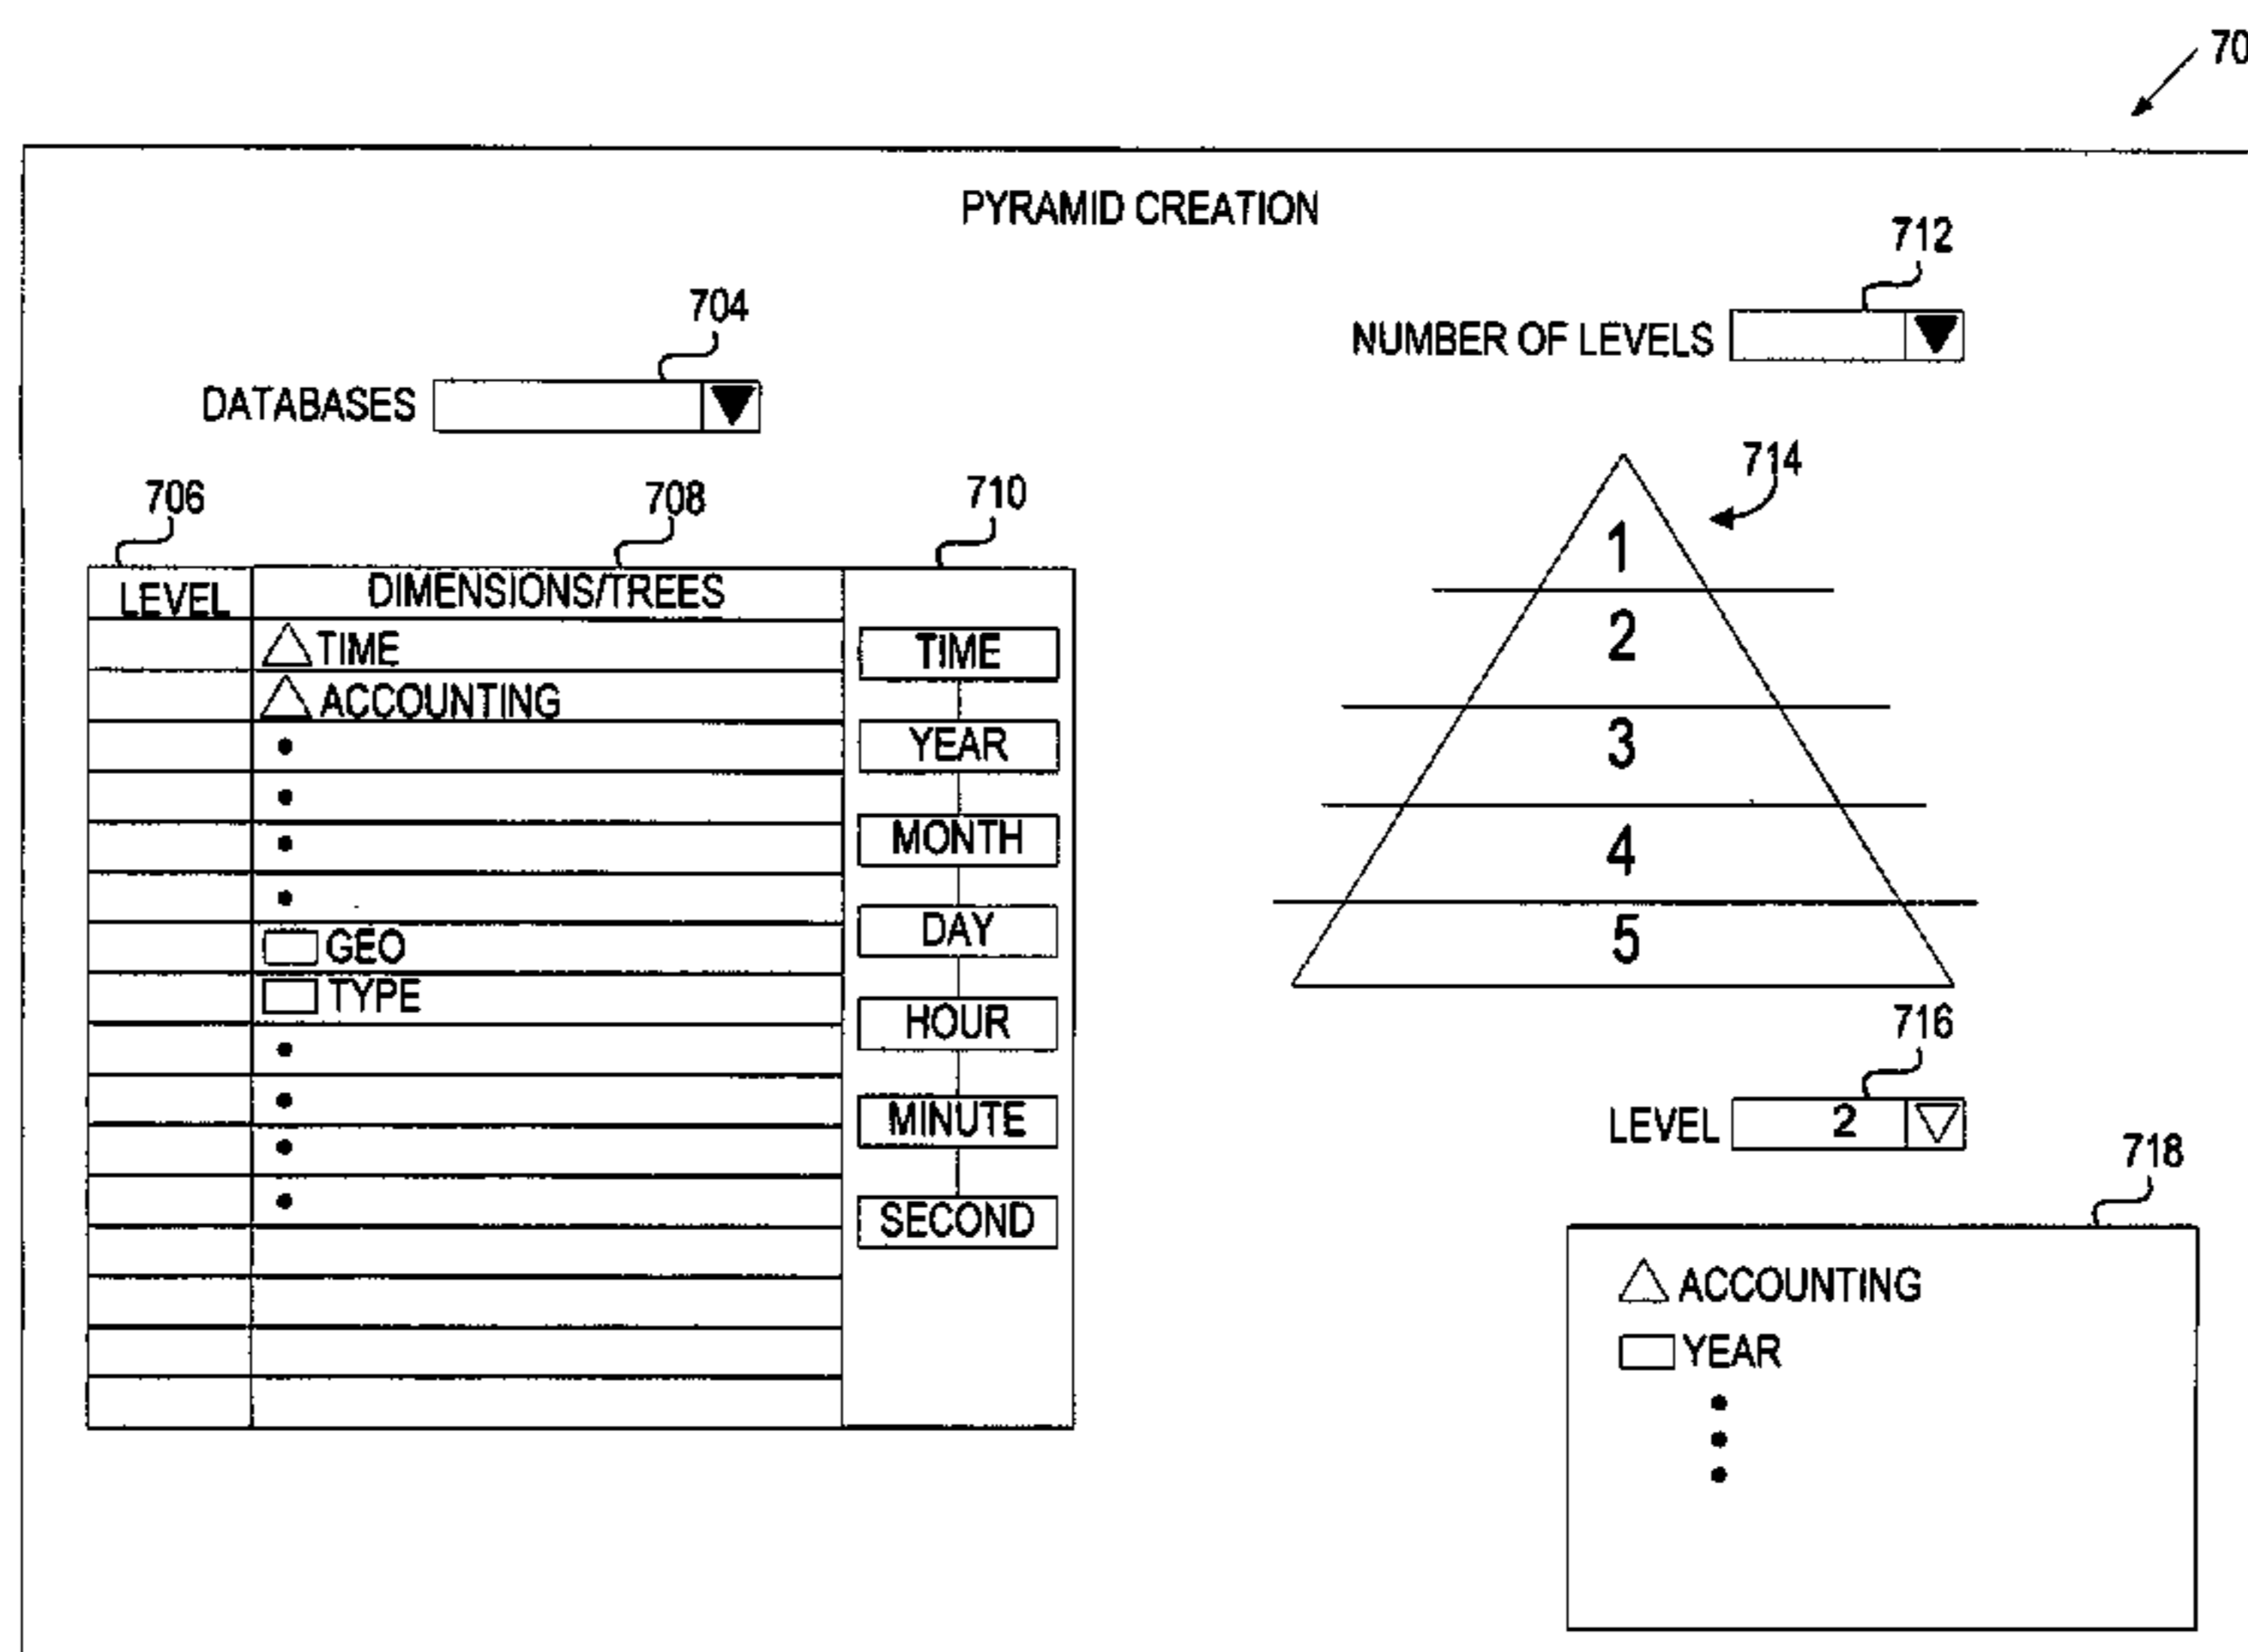 70
PYRAMID CREATION
712
704
NUMBER OF LEVELS
DATABASES
714
706
708
710
LEVEL
DIMENSIONS/TREES
TIME
ACCOUNTING
GEO
TYPE
TIME
YEAR
MONTH
DAY
HOUR
MINUTE
SECOND
1
2
3
4
5
716
LEVEL 2
718
ACCOUNTING
YEAR